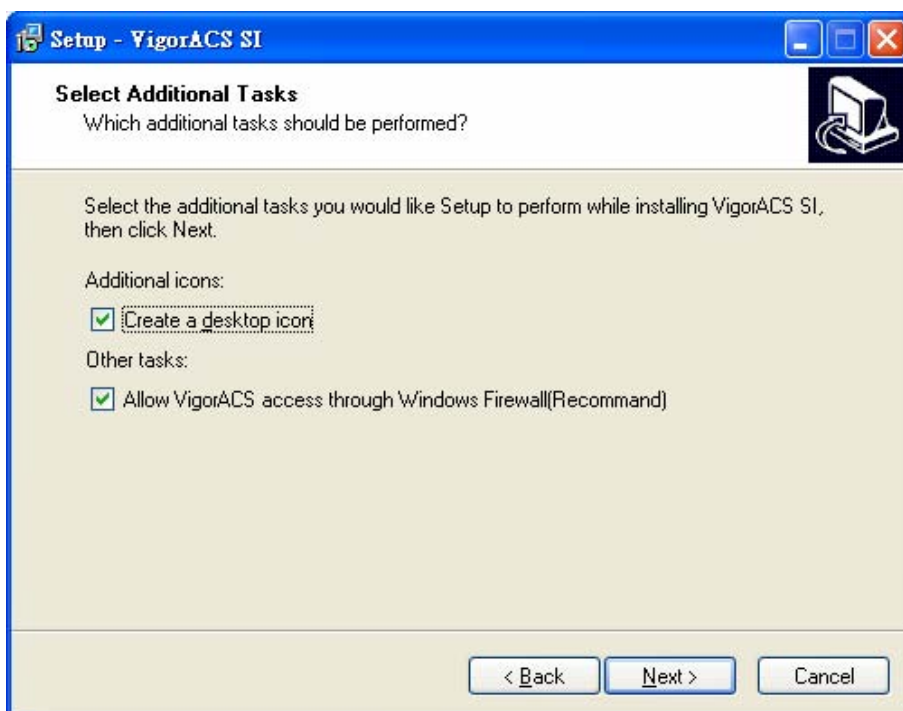 Setup - VigorACS SI
Select Additional Tasks
Which additional tasks should be performed?
Select the additional tasks you would like Setup to perform while installing VigorACS SI,
then click Next.
Additional icons:
Create a desktop icon
Other tasks:
Allow VigorACS access through Windows Firewall(Recommand)
< Back
Next >
Cancel